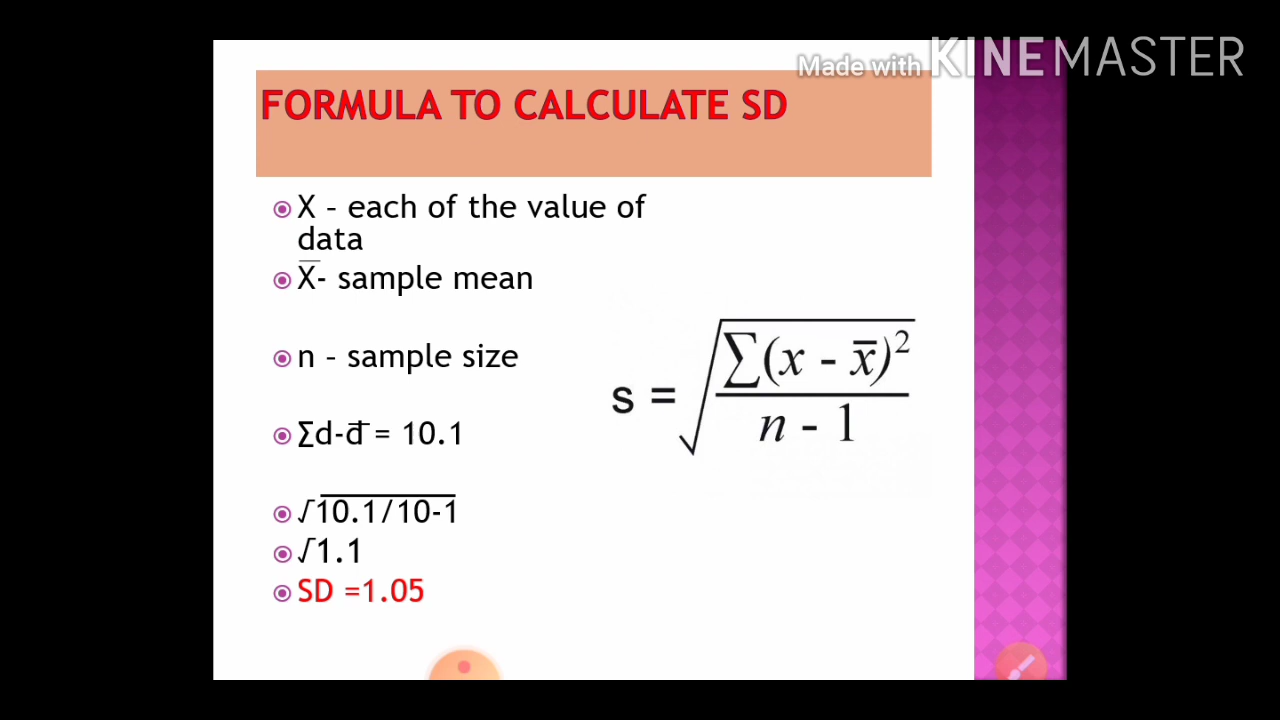 Made with KINEMASTER
FORMULA TO CALCULATE SD
X – each of the value of
data
X̅- sample mean
n – sample size
∑d-d̅ = 10.1
√10.1/10-1
√1.1
SD =1.05
s = √(∑(x - x̅)² / (n - 1))